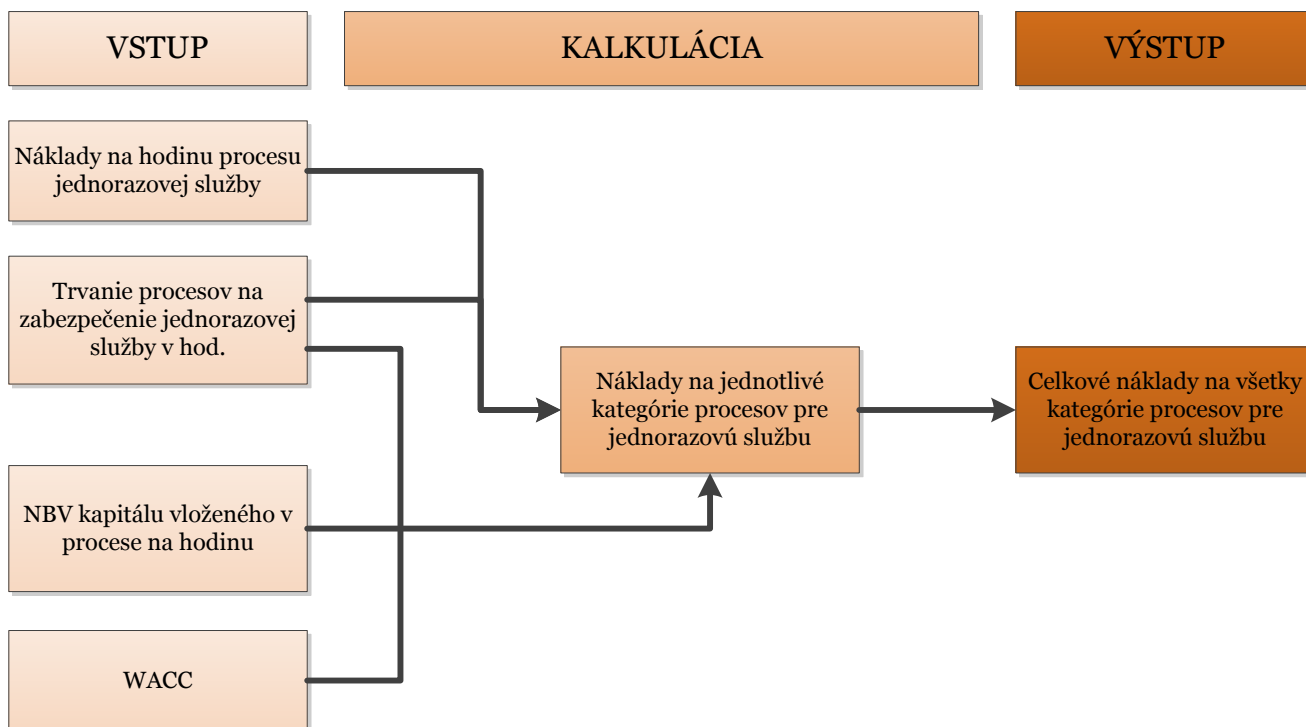 VSTUP
KALKULÁCIA
VÝSTUP
Náklady na hodinu procesu
jednorazovej služby
Trvanie procesov na
zabezpečenie jednorazovej
služby v hod.
Náklady na jednotlivé
kategórie procesov pre
jednorazovú službu
Celkové náklady na všetky
kategórie procesov pre
jednorazovú službu
NBV kapitálu vloženého v
procese na hodinu
WACC